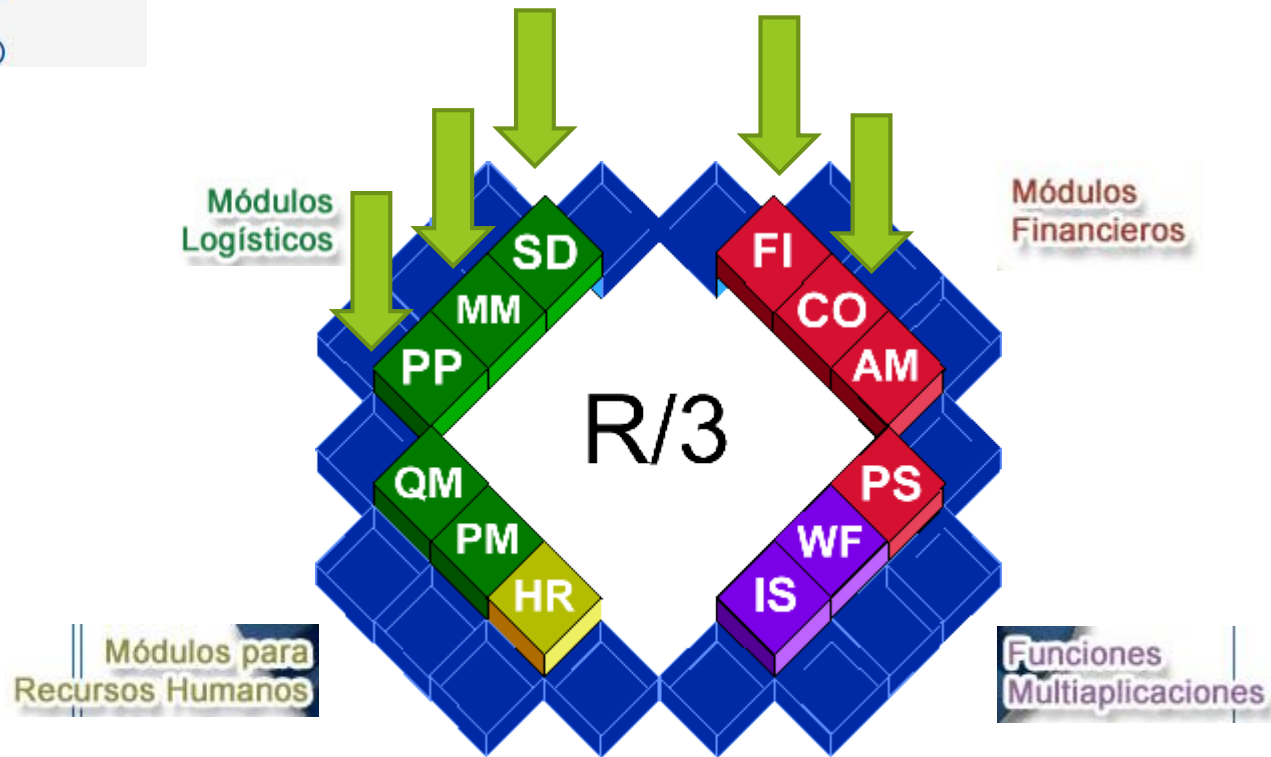 Módulos
Logísticos
Módulos
Financieros
SD
MM
PP
FI
CO
AM
R/3
QM
PM
HR
PS
WF
IS
Módulos para
Recursos Humanos
Funciones
Multiaplicaciones